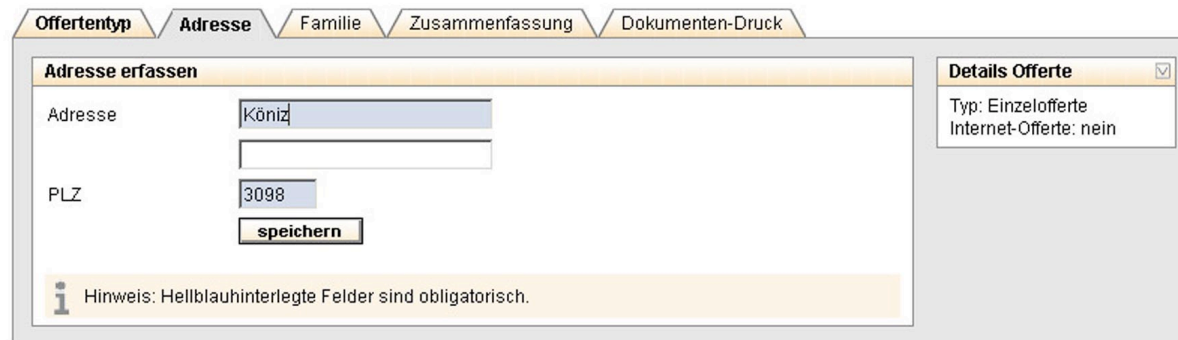 Offertentyp Adresse Familie Zusammenfassung Dokumenten-Druck
Adresse erfassen
Adresse Köniz
PLZ 3098
speichern
Hinweis: Hellblauhinterlegte Felder sind obligatorisch.
Details Offerte
Typ: Einzelofferte
Internet-Offerte: nein